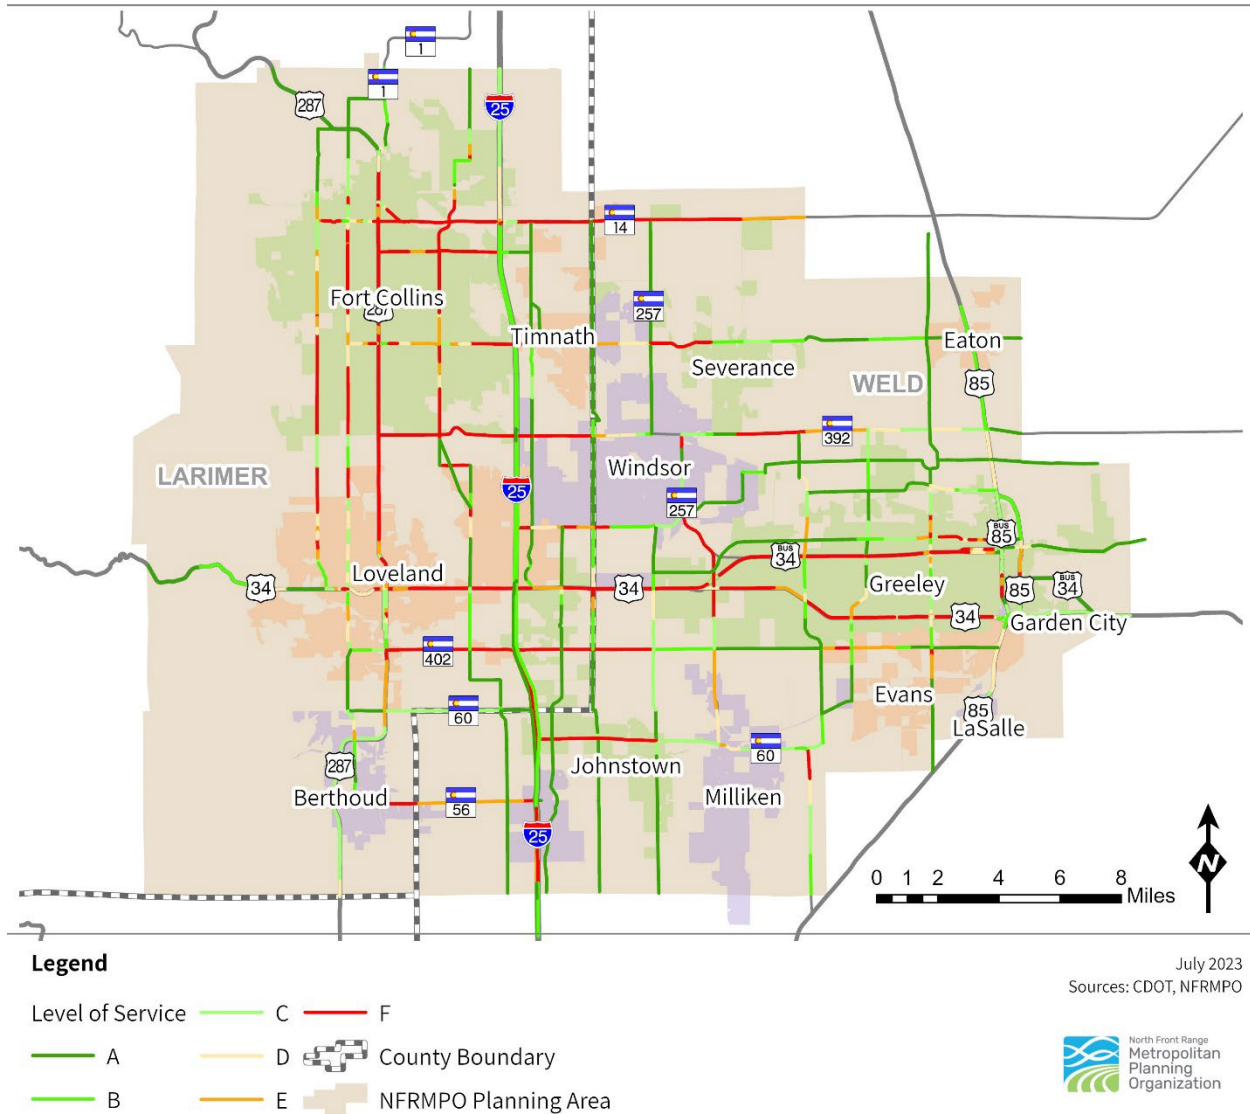 1
1
287
25
14
Fort Collins
287
257
Timnath
Eaton
Severance
85
WELD
392
LARIMER
Windsor
25
257
BUS
85
BUS
34
Loveland
34
34
Greeley
85
BUS
34
34
Garden City
402
Evans
60
85
LaSalle
60
287
Johnstown
Berthoud
56
Milliken
25
N
0 1 2 4 6 8
Miles
Legend
July 2023
Sources: CDOT, NFRMPO
Level of Service
C
F
A
D
County Boundary
B
E
NFRMPO Planning Area
North Front Range
Metropolitan
Planning
Organization